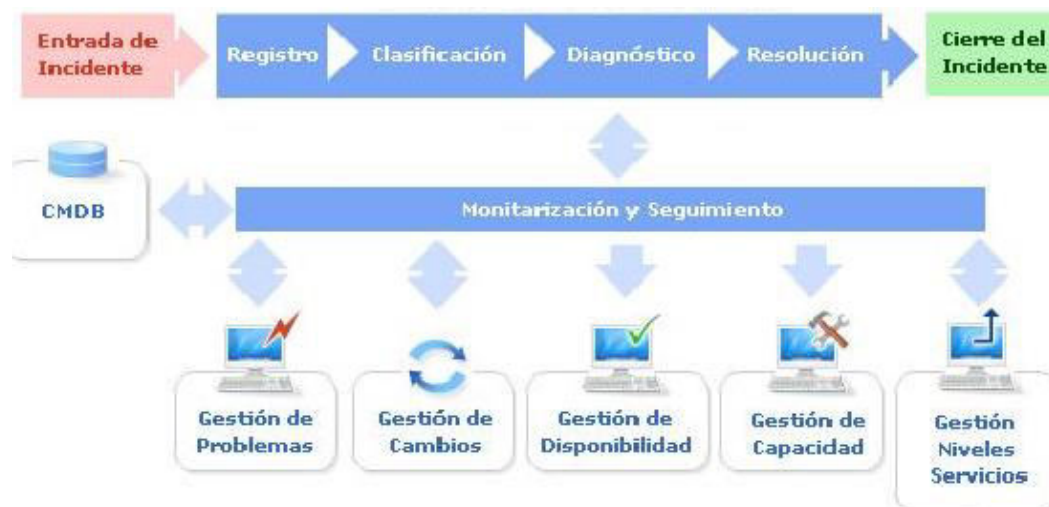 Entrada de
Incidente
Registro
Clasificación
Diagnóstico
Resolución
Cierre del
Incidente
CMDB
Monitarización y Seguimiento
Gestión de
Problemas
Gestión de
Cambios
Gestión de
Disponibilidad
Gestión de
Capacidad
Gestión
Niveles
Servicios